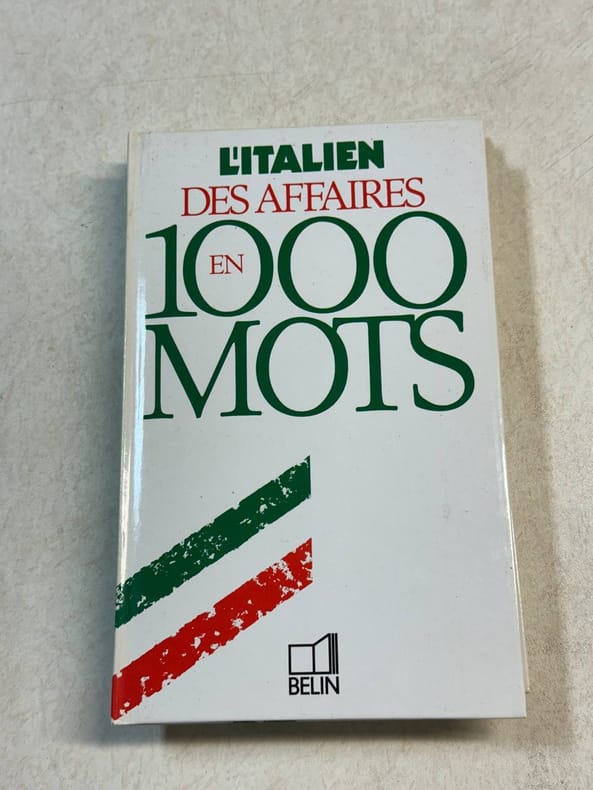 L'ITALIEN
DES AFFAIRES
EN
1000
MOTS
BELIN